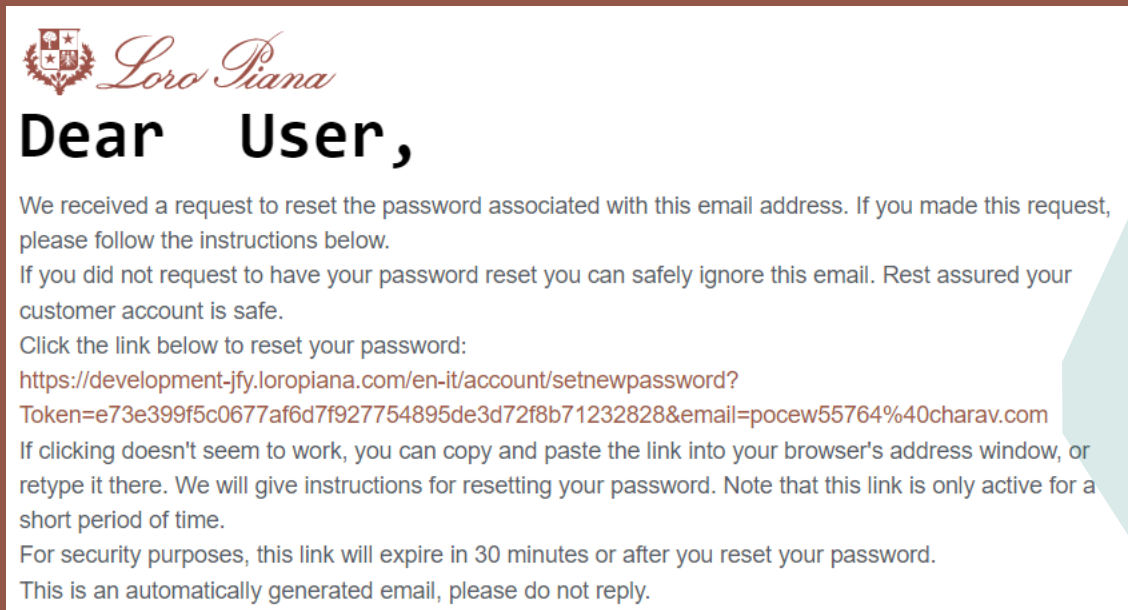 Loro Piana
Dear User,
We received a request to reset the password associated with this email address. If you made this request,
please follow the instructions below.
If you did not request to have your password reset you can safely ignore this email. Rest assured your
customer account is safe.
Click the link below to reset your password:
https://development-jfy.loropiana.com/en-it/account/setnewpassword?
Token=e73e399f5c0677af6d7f927754895de3d72f8b71232828&email=pocew55764%40charav.com
If clicking doesn't seem to work, you can copy and paste the link into your browser's address window, or
retype it there. We will give instructions for resetting your password. Note that this link is only active for a
short period of time.
For security purposes, this link will expire in 30 minutes or after you reset your password.
This is an automatically generated email, please do not reply.